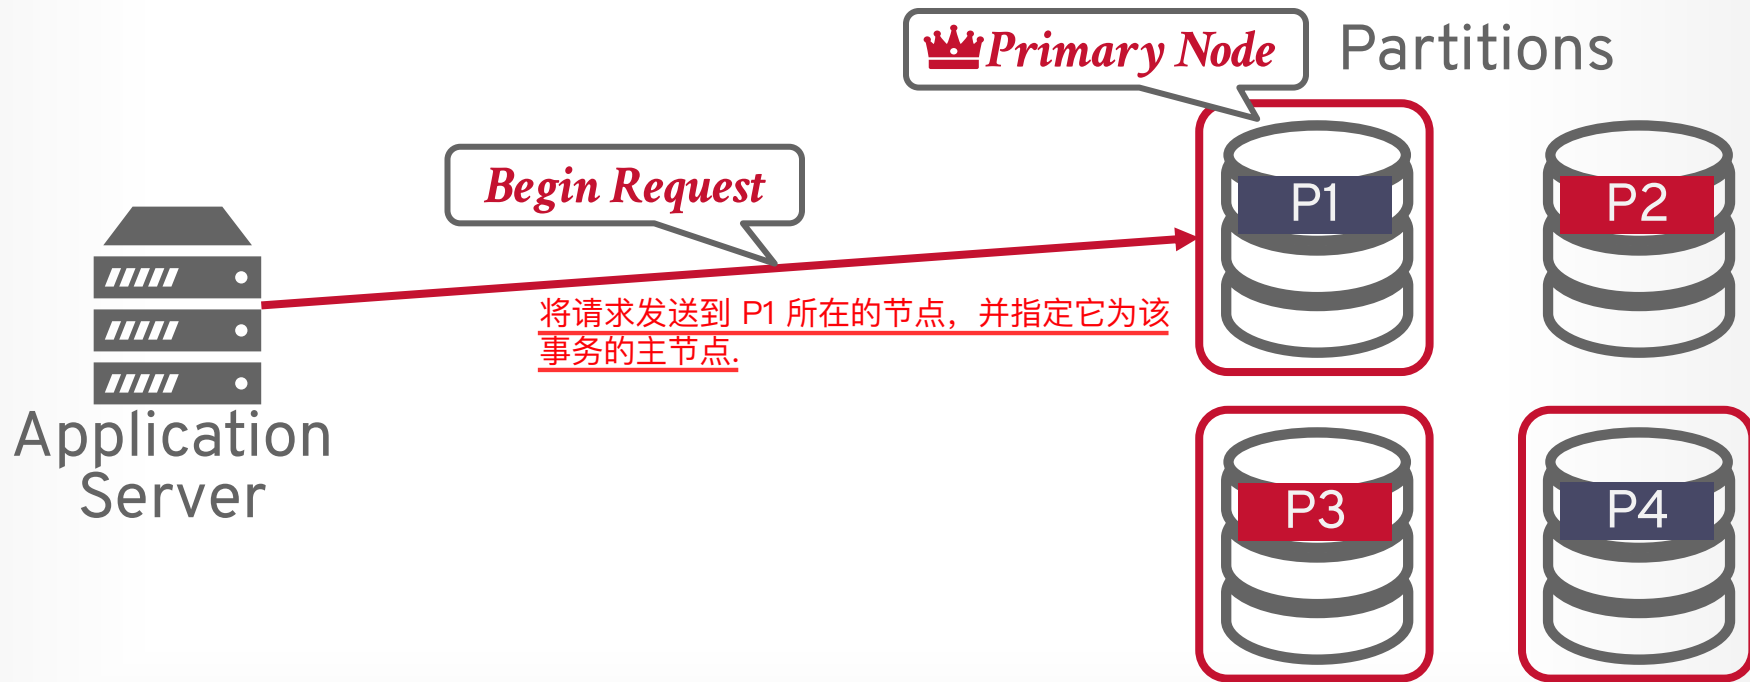 Primary Node
Partitions
Begin Request
P1
P2
将请求发送到 P1 所在的节点，并指定它为该
事务的主节点.
Application
Server
P3
P4